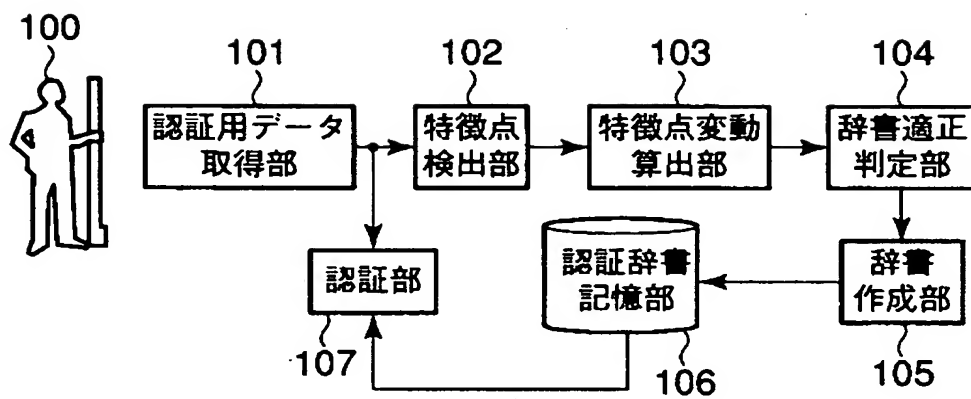 100
101
102
103
104
認証用データ
取得部
特徴点
検出部
特徴点変動
算出部
辞書適正
判定部
認証部
認証辞書
記憶部
辞書
作成部
107
106
105